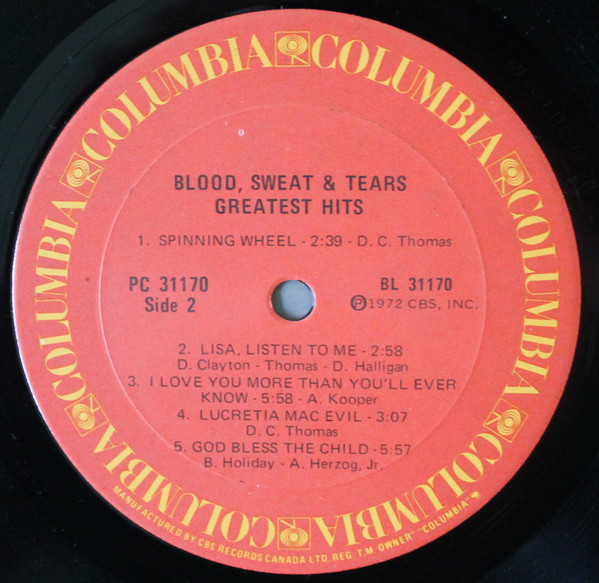 BLOOD, SWEAT & TEARS
GREATEST HITS
1. SPINNING WHEEL - 2:39 - D. C. Thomas
PC 31170
Side 2
BL 31170
Ⓟ1972 CBS, INC.
2. LISA, LISTEN TO ME - 2:58
D. Clayton - Thomas - D. Halligan
3. I LOVE YOU MORE THAN YOU'LL EVER
KNOW - 5:58 - A. Kooper
4. LUCRETIA MAC EVIL - 3:07
D. C. Thomas
5. GOD BLESS THE CHILD - 5:57
B. Holiday - A. Herzog, Jr.
COLUMBIA COLUMBIA COLUMBIA COLUMBIA COLUMBIA COLUMBIA COLUMBIA COLUMBIA
MANUFACTURED BY CBS RECORDS CANADA LTD. REG. T.M. OWNER "COLUMBIA"